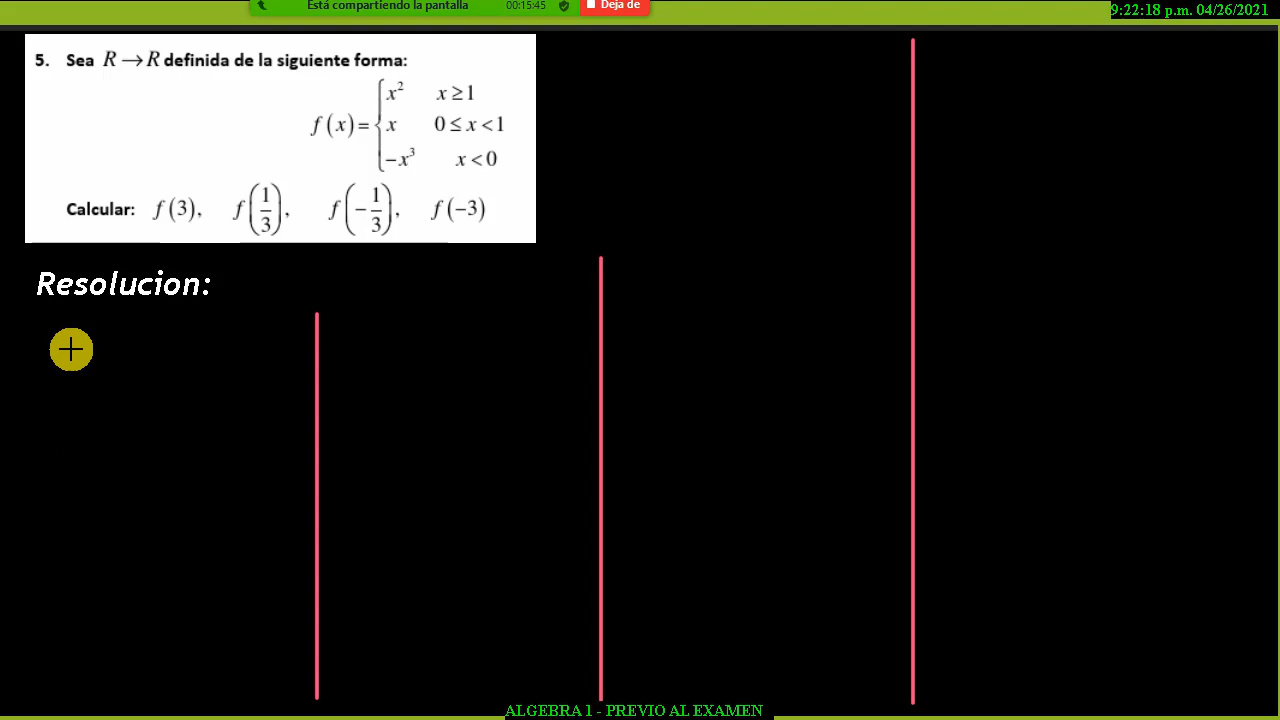 Está compartiendo la pantalla 00:15:45 Deja de
9:22:18 p.m. 04/26/2021
5. Sea R → R definida de la siguiente forma:
f(x) = { x² x ≥ 1
x 0 ≤ x < 1
−x³ x < 0
Calcular: f(3), f(1/3), f(−1/3), f(−3)
Resolucion:
ALGEBRA 1 - PREVIO AL EXAMEN